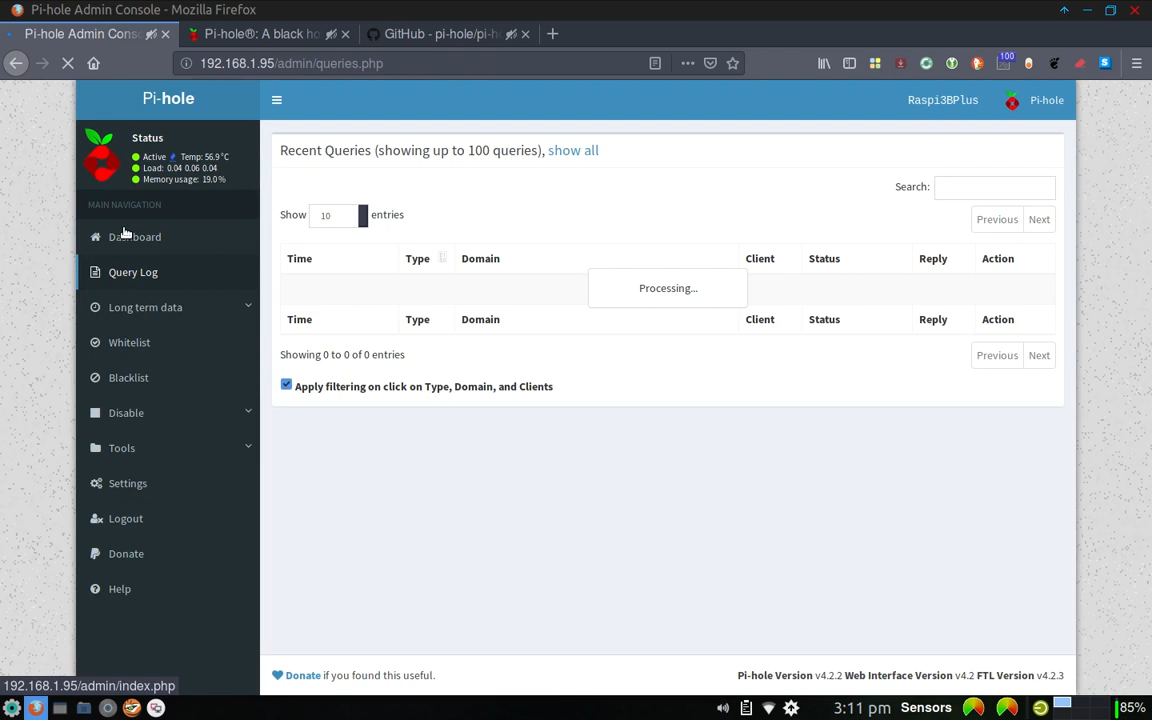 Pi-hole Admin Console - Mozilla Firefox
Pi-hole Admin Cons
Pi-hole®: A black ho
GitHub - pi-hole/pi-h
192.168.1.95/admin/queries.php
100
Pi-hole
Raspi3BPlus
Pi-hole
Status
Active Temp: 56.9°C
Load: 0.04 0.06 0.04
Memory usage: 19.0%
MAIN NAVIGATION
Dashboard
Query Log
Long term data
Whitelist
Blacklist
Disable
Tools
Settings
Logout
Donate
Help
Recent Queries (showing up to 100 queries), show all
Search:
Show 10 entries
Previous Next
Time Type Domain Client Status Reply Action
Processing...
Time Type Domain Client Status Reply Action
Showing 0 to 0 of 0 entries
Previous Next
Apply filtering on click on Type, Domain, and Clients
Donate if you found this useful.
Pi-hole Version v4.2.2 Web Interface Version v4.2 FTL Version v4.2.3
192.168.1.95/admin/index.php
3:11 pm Sensors
85%